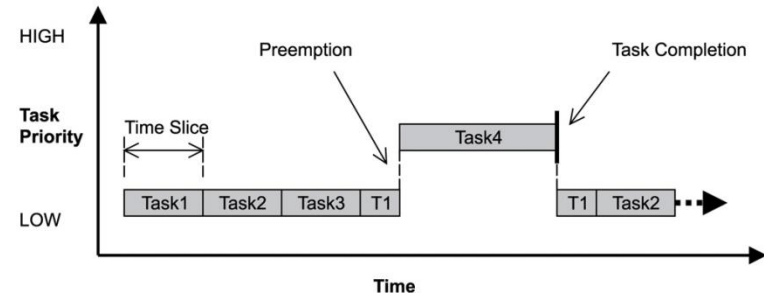 HIGH
Preemption
Task Completion
Task
Priority
Time Slice
Task4
Task1
Task2
Task3
T1
T1
Task2
LOW
Time